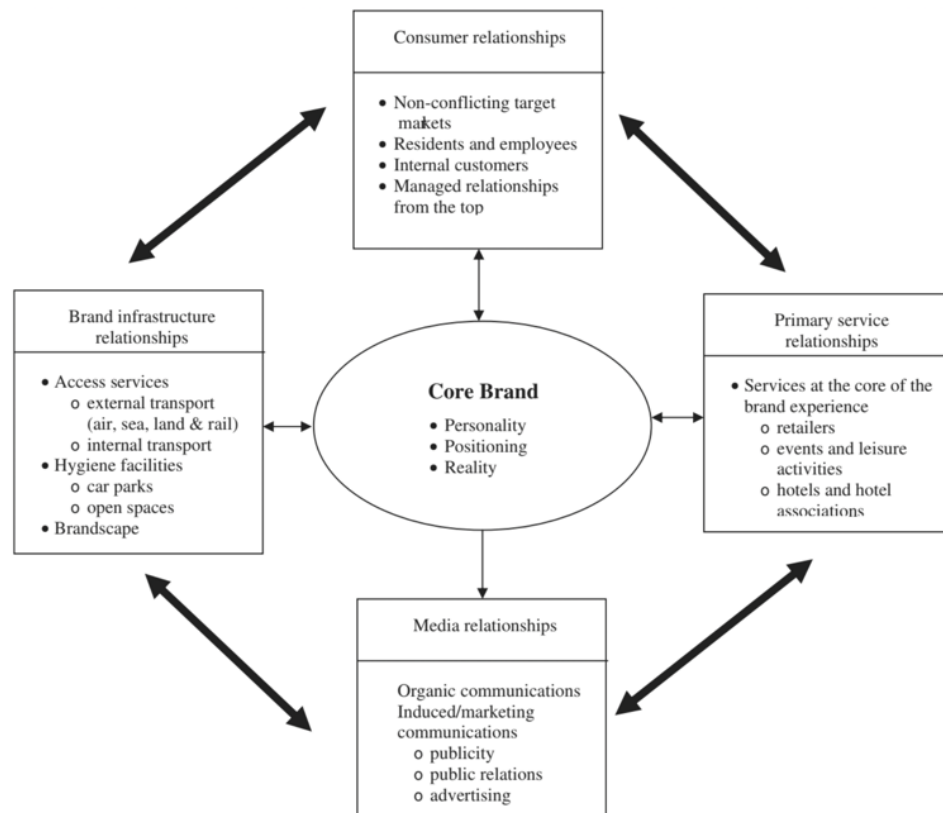 Consumer relationships
• Non-conflicting target
markets
• Residents and employees
• Internal customers
• Managed relationships
from the top
Brand infrastructure
relationships
• Access services
o external transport
(air, sea, land & rail)
o internal transport
• Hygiene facilities
o car parks
o open spaces
• Brandscape
Core Brand
• Personality
• Positioning
• Reality
Primary service
relationships
• Services at the core of the
brand experience
o retailers
o events and leisure
activities
o hotels and hotel
associations
Media relationships
Organic communications
Induced/marketing
communications
o publicity
o public relations
o advertising